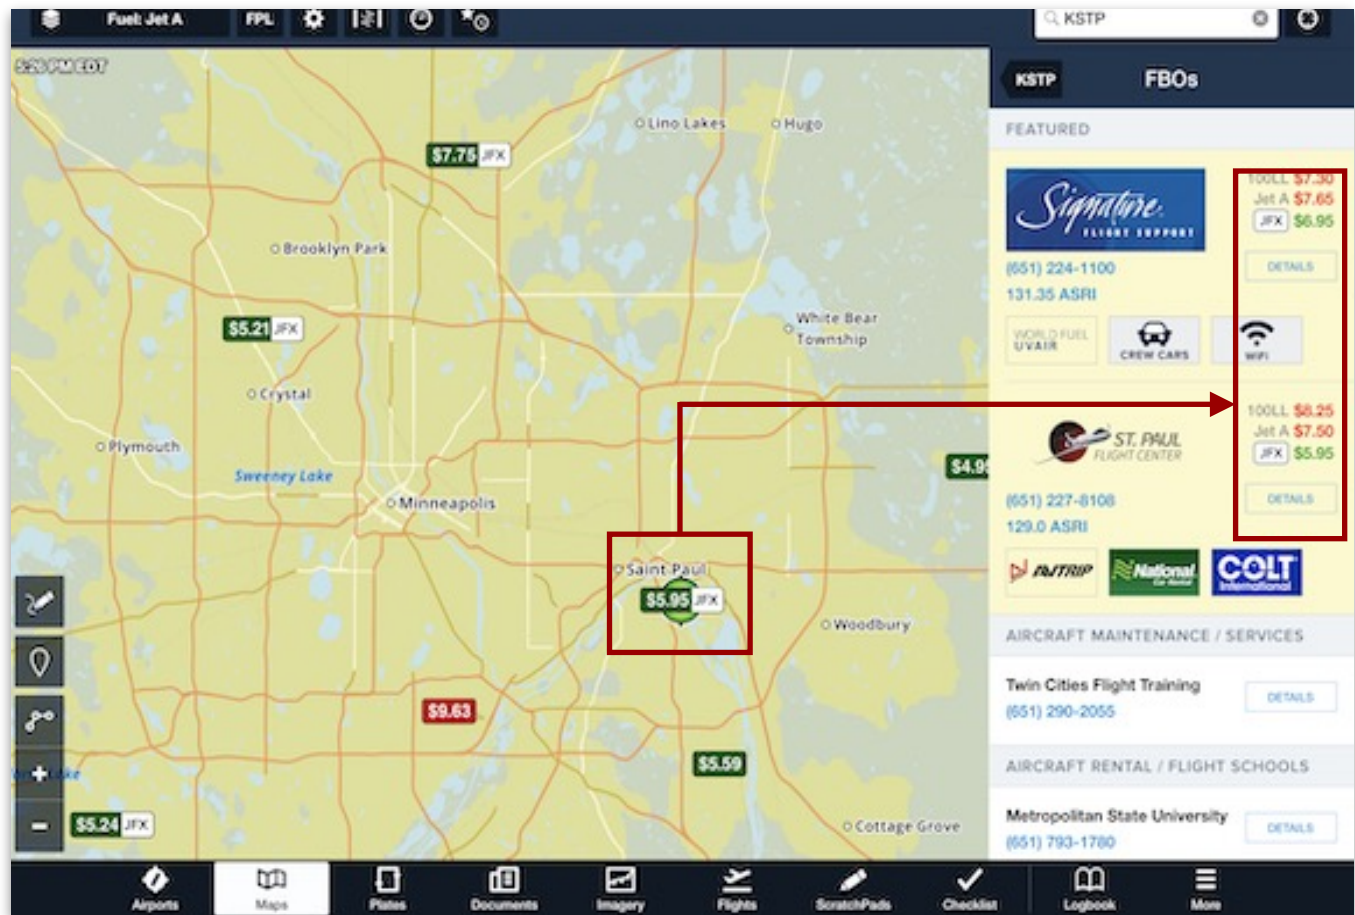 Fuel: Jet A
FPL
KSTP
5:26 PM EDT
KSTP
FBOs
FEATURED
Lino Lakes
Hugo
$7.75 JFX
Signature
FLIGHT SUPPORT
100LL $7.30
Jet A $7.65
JFX $6.95
DETAILS
Brooklyn Park
(651) 224-1100
131.35 ASRI
$5.21 JFX
White Bear
Township
WORLD FUEL
UVAIR
CREW CARS
WiFi
Crystal
Plymouth
Sweeney Lake
Minneapolis
ST. PAUL
FLIGHT CENTER
100LL $8.25
Jet A $7.50
JFX $5.95
DETAILS
(651) 227-8108
129.0 ASRI
Saint Paul
$5.95 JFX
AVTRIP
National
Car Rental
COLT
International
Woodbury
AIRCRAFT MAINTENANCE / SERVICES
Twin Cities Flight Training
(651) 290-2055
DETAILS
$9.63
$5.59
AIRCRAFT RENTAL / FLIGHT SCHOOLS
$5.24 JFX
Cottage Grove
Metropolitan State University
(651) 793-1780
DETAILS
Airports
Maps
Plates
Documents
Imagery
Flights
ScratchPads
Checklist
Logbook
More